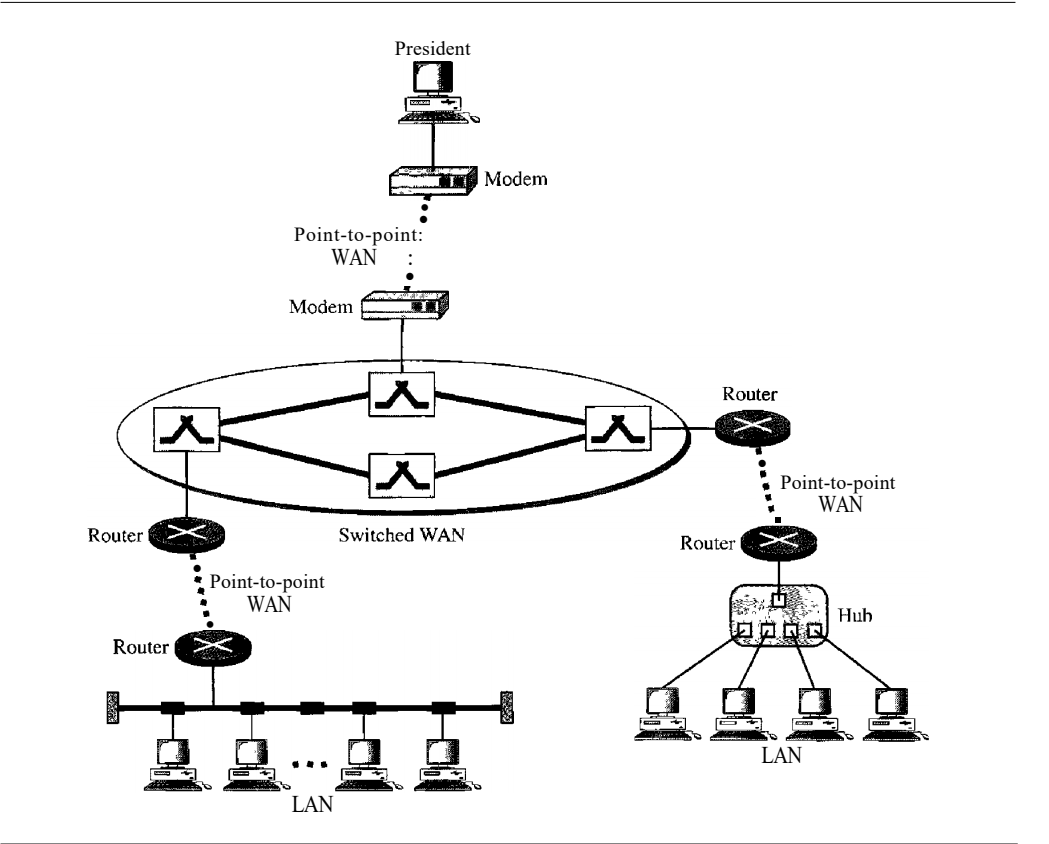 President
Modem
Point-to-point:
WAN :
Modem
Router
Point-to-point
WAN
Router
Switched WAN
Router
Point-to-point
WAN
Router
Hub
LAN
LAN